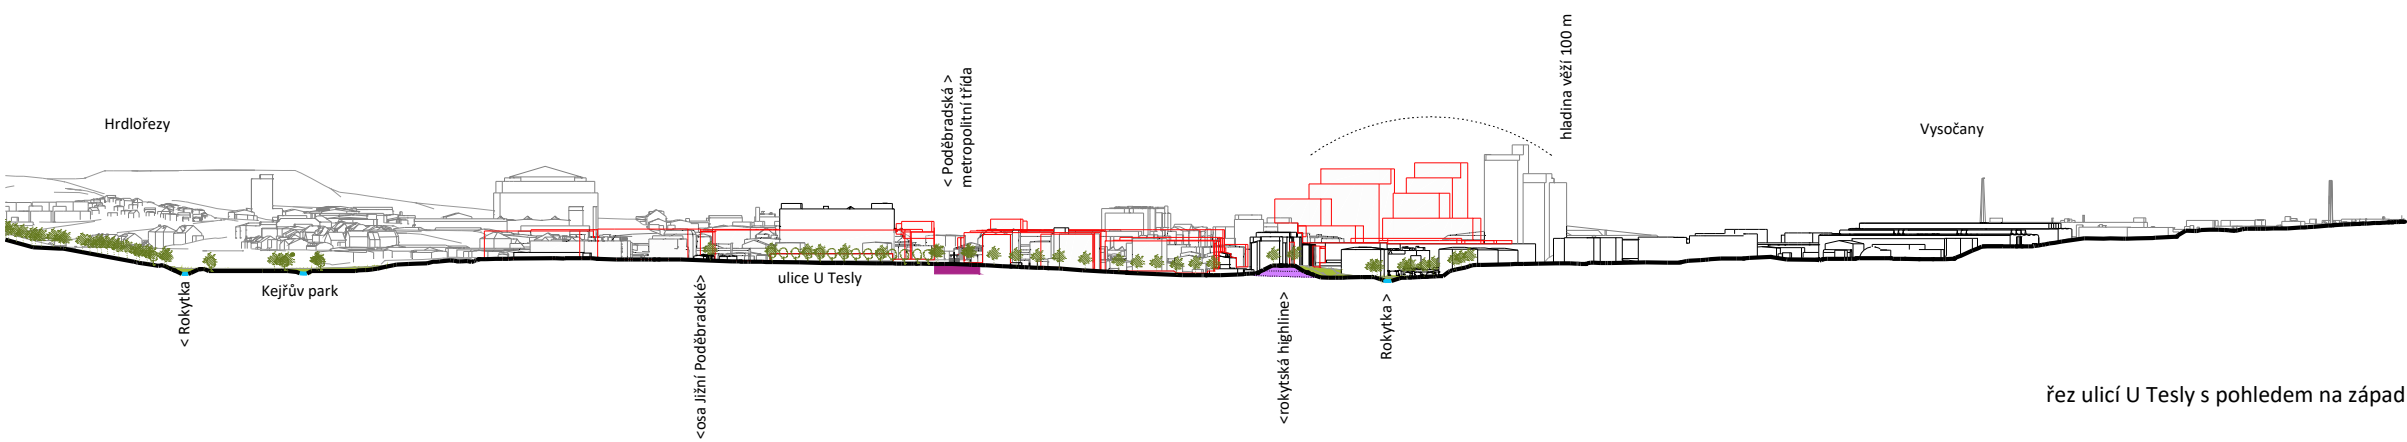 Hrdlořezy
< Rokytka
Kejřův park
<osa Jižní Poděbradské>
ulice U Tesly
< Poděbradská >
metropolitní třída
<rokytská highline>
Rokytka >
hladina věží 100 m
Vysočany
řez ulicí U Tesly s pohledem na západ